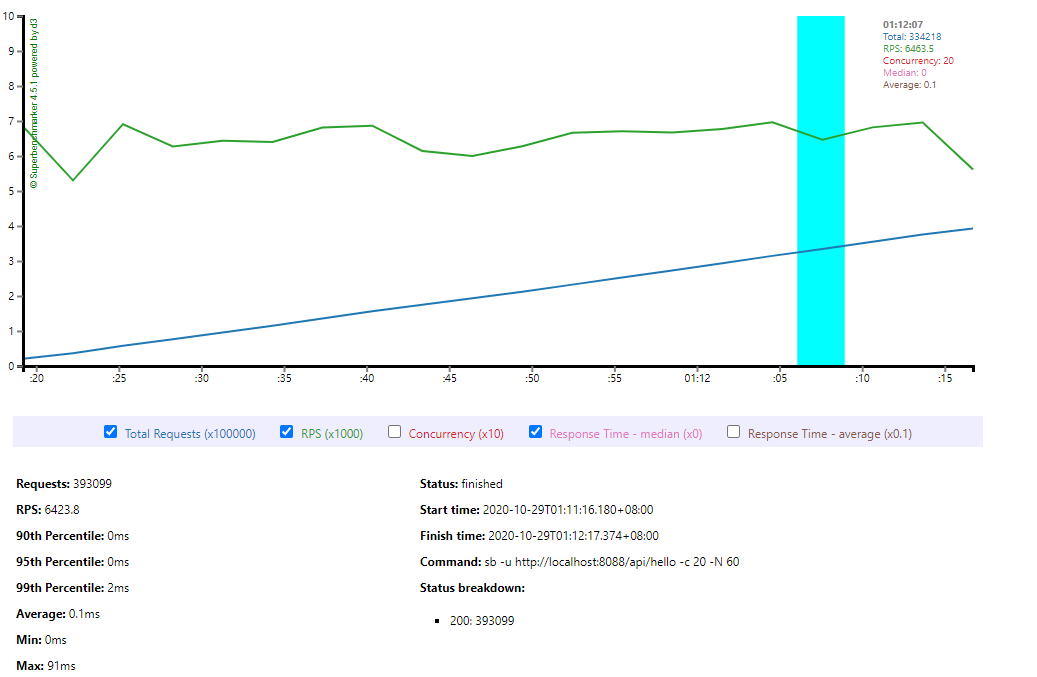 10
9
8
7
6
5
4
3
2
1
0
© Superbenchmarker 4.5.1 powered by d3
01:12:07
Total: 334218
RPS: 6463.5
Concurrency: 20
Median: 0
Average: 0.1
:20 :25 :30 :35 :40 :45 :50 :55 01:12 :05 :10 :15
Total Requests (x100000) RPS (x1000) Concurrency (x10) Response Time - median (x0) Response Time - average (x0.1)
Requests: 393099
RPS: 6423.8
90th Percentile: 0ms
95th Percentile: 0ms
99th Percentile: 2ms
Average: 0.1ms
Min: 0ms
Max: 91ms
Status: finished
Start time: 2020-10-29T01:11:16.180+08:00
Finish time: 2020-10-29T01:12:17.374+08:00
Command: sb -u http://localhost:8088/api/hello -c 20 -N 60
Status breakdown:
200: 393099